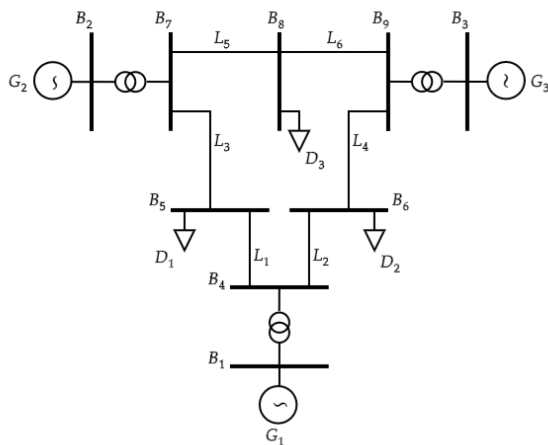 B2 B7 B8 B9 B3
L5 L6
G2 G3
L3 D3 L4
B5 B6
D1 L1 L2 D2
B4
B1
G1